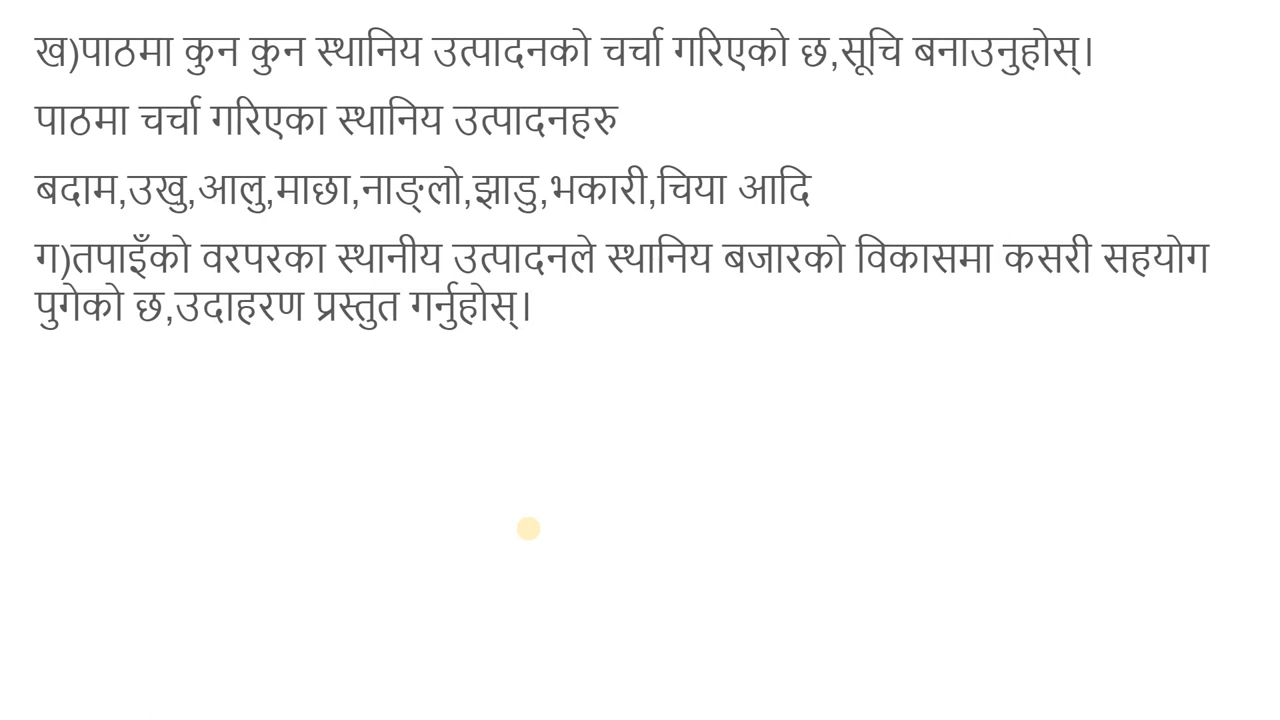 ख)पाठमा कुन कुन स्थानिय उत्पादनको चर्चा गरिएको छ,सूचि बनाउनुहोस्।
पाठमा चर्चा गरिएका स्थानिय उत्पादनहरु
बदाम,उखु,आलु,माछा,नाङ्लो,झाडु,भकारी,चिया आदि
ग)तपाइँको वरपरका स्थानीय उत्पादनले स्थानिय बजारको विकासमा कसरी सहयोग
पुगेको छ,उदाहरण प्रस्तुत गर्नुहोस्।